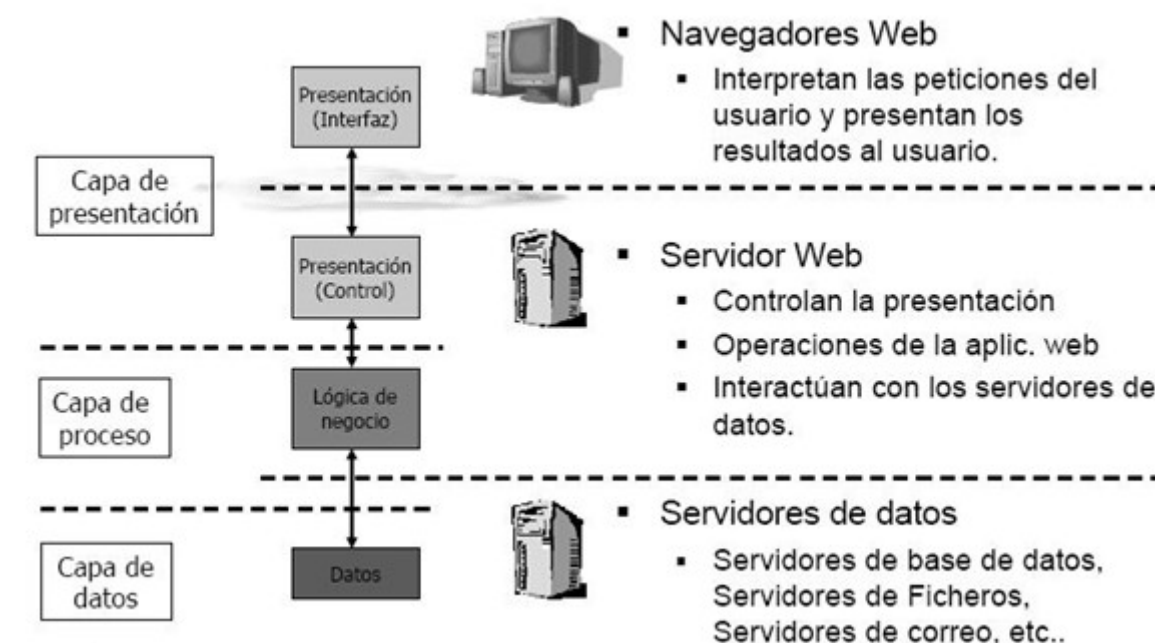 Navegadores Web
Interpretan las peticiones del
usuario y presentan los
resultados al usuario.
Presentación
(Interfaz)
Capa de
presentación
Presentación
(Control)
Servidor Web
Controlan la presentación
Operaciones de la aplic. web
Interactúan con los servidores de
datos.
Capa de
proceso
Lógica de
negocio
Servidores de datos
Servidores de base de datos,
Servidores de Ficheros,
Servidores de correo, etc..
Capa de
datos
Datos